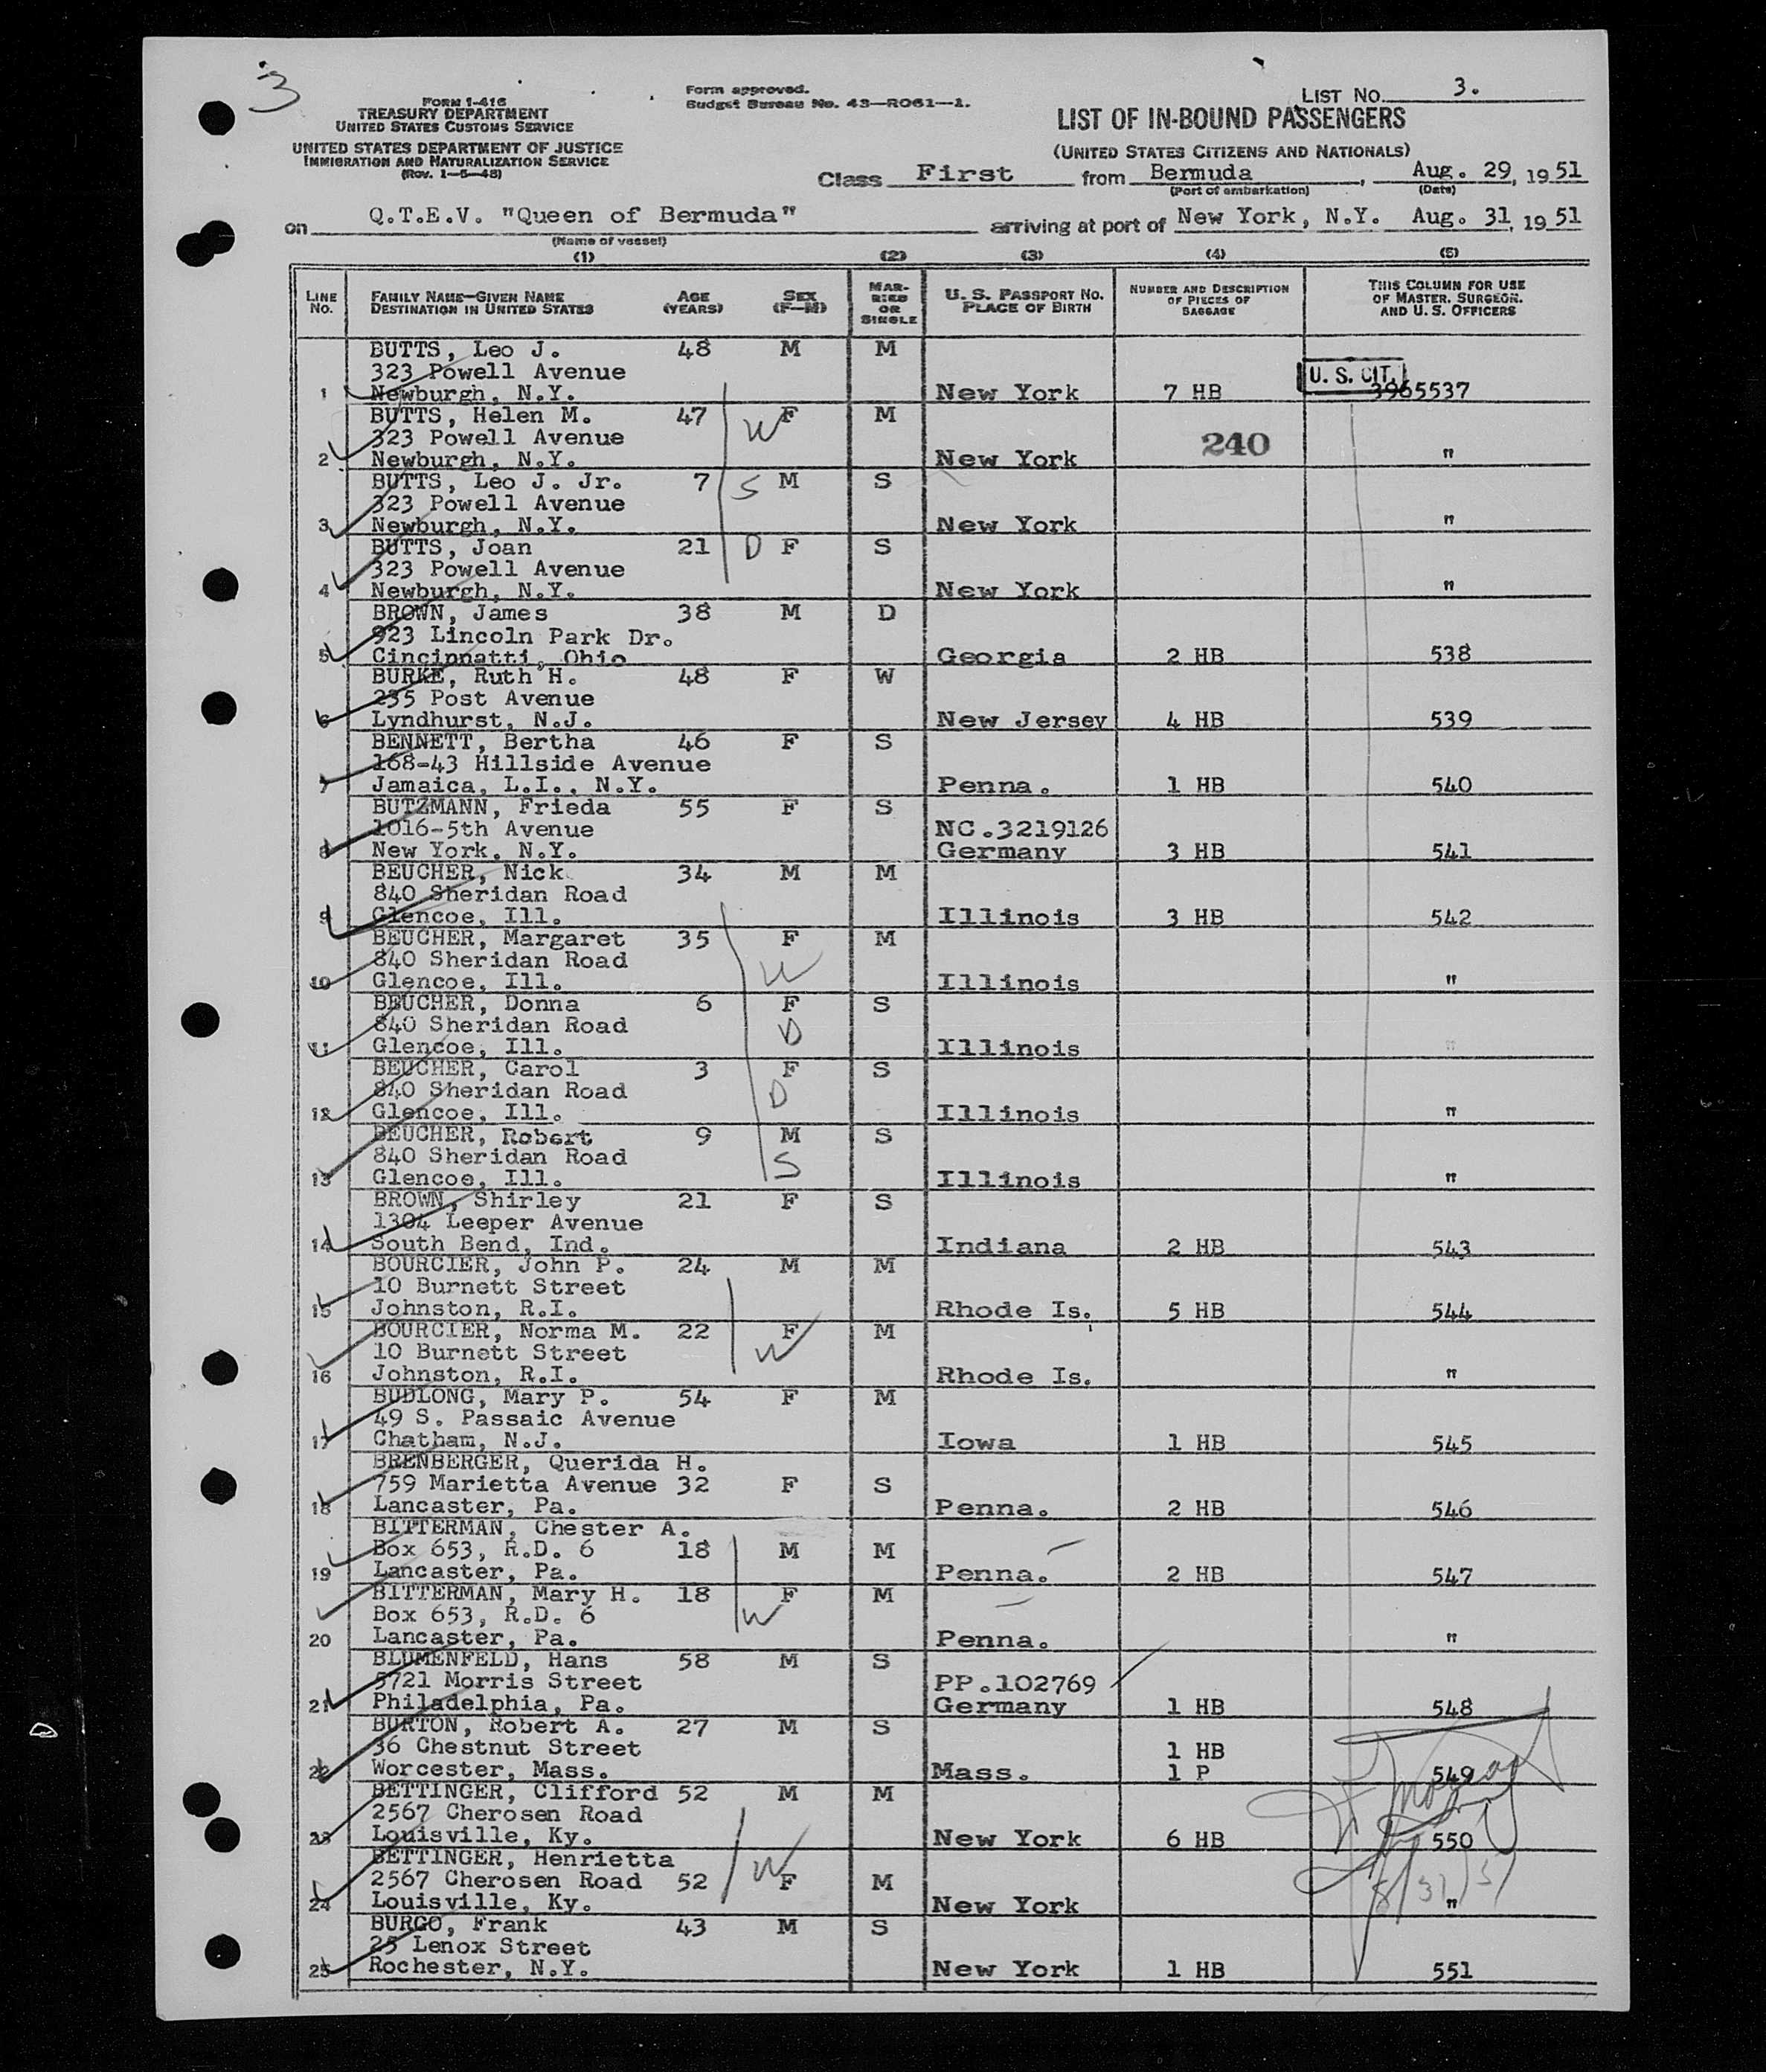 3
FORM I-416
TREASURY DEPARTMENT
UNITED STATES CUSTOMS SERVICE
UNITED STATES DEPARTMENT OF JUSTICE
IMMIGRATION AND NATURALIZATION SERVICE
(Rev. 1-5-48)
Form approved.
Budget Bureau No. 43-R061-1.
LIST NO. 3.
LIST OF IN-BOUND PASSENGERS
(UNITED STATES CITIZENS AND NATIONALS)
Class First from Bermuda, Aug. 29, 1951
(Port of embarkation) (Date)
on Q.T.E.V. "Queen of Bermuda" arriving at port of New York, N.Y. Aug. 31, 1951
(Name of vessel)
(1) (2) (3) (4) (5)
LINE NO. FAMILY NAME-GIVEN NAME DESTINATION IN UNITED STATES AGE (YEARS) SEX (F-M) MARRIED OR SINGLE U. S. PASSPORT NO. PLACE OF BIRTH NUMBER AND DESCRIPTION OF PIECES OF BAGGAGE THIS COLUMN FOR USE OF MASTER, SURGEON, AND U. S. OFFICERS
BUTTS, Leo J. 48 M M
323 Powell Avenue U. S. CIT.
1 Newburgh, N.Y. New York 7 HB 3965537
BUTTS, Helen M. 47 W F M
323 Powell Avenue 240
2 Newburgh, N.Y. New York "
BUTTS, Leo J. Jr. 7 S M S
323 Powell Avenue
3 Newburgh, N.Y. New York "
BUTTS, Joan 21 D F S
323 Powell Avenue
4 Newburgh, N.Y. New York "
BROWN, James 38 M D
923 Lincoln Park Dr.
5 Cincinnatti, Ohio Georgia 2 HB 538
BURKE, Ruth H. 48 F W
235 Post Avenue
6 Lyndhurst, N.J. New Jersey 4 HB 539
BENNETT, Bertha 46 F S
168-43 Hillside Avenue
7 Jamaica, L.I., N.Y. Penna. 1 HB 540
BUTZMANN, Frieda 55 F S
1016-5th Avenue NC.3219126
8 New York, N.Y. Germany 3 HB 541
BEUCHER, Nick 34 M M
840 Sheridan Road
9 Glencoe, Ill. Illinois 3 HB 542
BEUCHER, Margaret 35 F M
840 Sheridan Road W
10 Glencoe, Ill. Illinois "
BEUCHER, Donna 6 F S
840 Sheridan Road D
11 Glencoe, Ill. Illinois "
BEUCHER, Carol 3 F S
840 Sheridan Road D
12 Glencoe, Ill. Illinois "
BEUCHER, Robert 9 M S
840 Sheridan Road S
13 Glencoe, Ill. Illinois "
BROWN, Shirley 21 F S
1304 Leeper Avenue
14 South Bend, Ind. Indiana 2 HB 543
BOURCIER, John P. 24 M M
10 Burnett Street
15 Johnston, R.I. Rhode Is. 5 HB 544
BOURCIER, Norma M. 22 F M
10 Burnett Street W
16 Johnston, R.I. Rhode Is. "
BUDLONG, Mary P. 54 F M
49 S. Passaic Avenue
17 Chatham, N.J. Iowa 1 HB 545
BRENBERGER, Querida H.
759 Marietta Avenue 32 F S
18 Lancaster, Pa. Penna. 2 HB 546
BITTERMAN, Chester A.
Box 653, R.D. 6 18 M M
19 Lancaster, Pa. Penna. 2 HB 547
BITTERMAN, Mary H. 18 F M
Box 653, R.D. 6 W
20 Lancaster, Pa. Penna. "
BLUMENFELD, Hans 58 M S
5721 Morris Street PP.102769
21 Philadelphia, Pa. Germany 1 HB 548
BURTON, Robert A. 27 M S
36 Chestnut Street 1 HB
22 Worcester, Mass. Mass. 1 P 549
BETTINGER, Clifford 52 M M
2567 Cherosen Road
23 Louisville, Ky. New York 6 HB 550
BETTINGER, Henrietta W
2567 Cherosen Road 52 F M 8/31/51
24 Louisville, Ky. New York "
BURGO, Frank 43 M S
25 Lenox Street
25 Rochester, N.Y. New York 1 HB 551